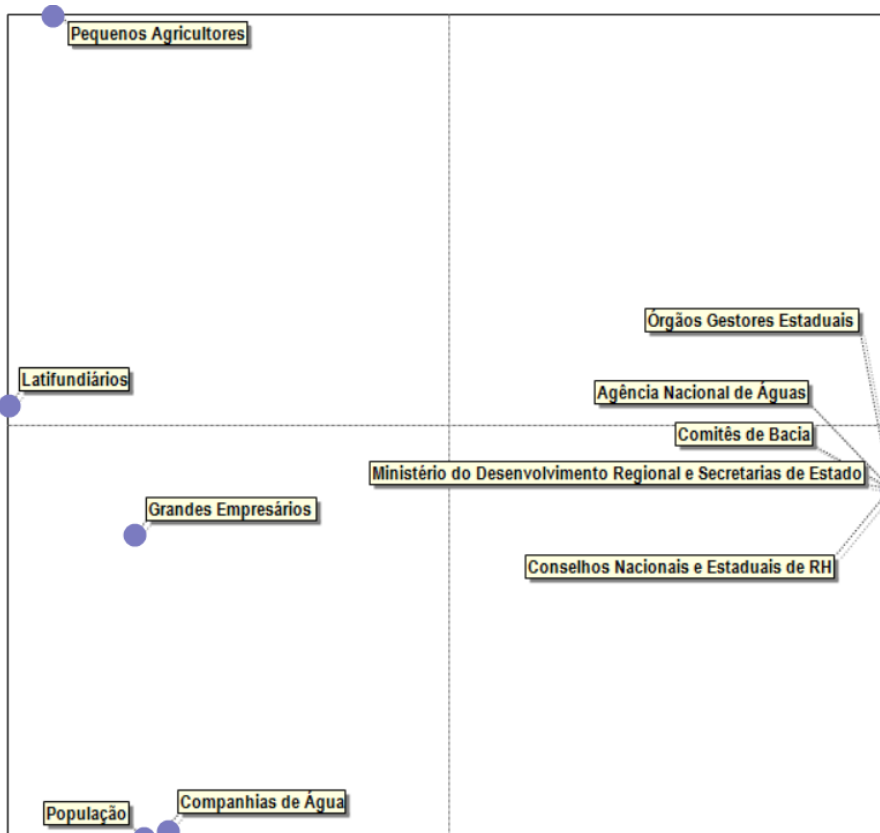 Pequenos Agricultores
Órgãos Gestores Estaduais
Latifundiários
Agência Nacional de Águas
Comitês de Bacia
Ministério do Desenvolvimento Regional e Secretarias de Estado
Grandes Empresários
Conselhos Nacionais e Estaduais de RH
Companhias de Água
População